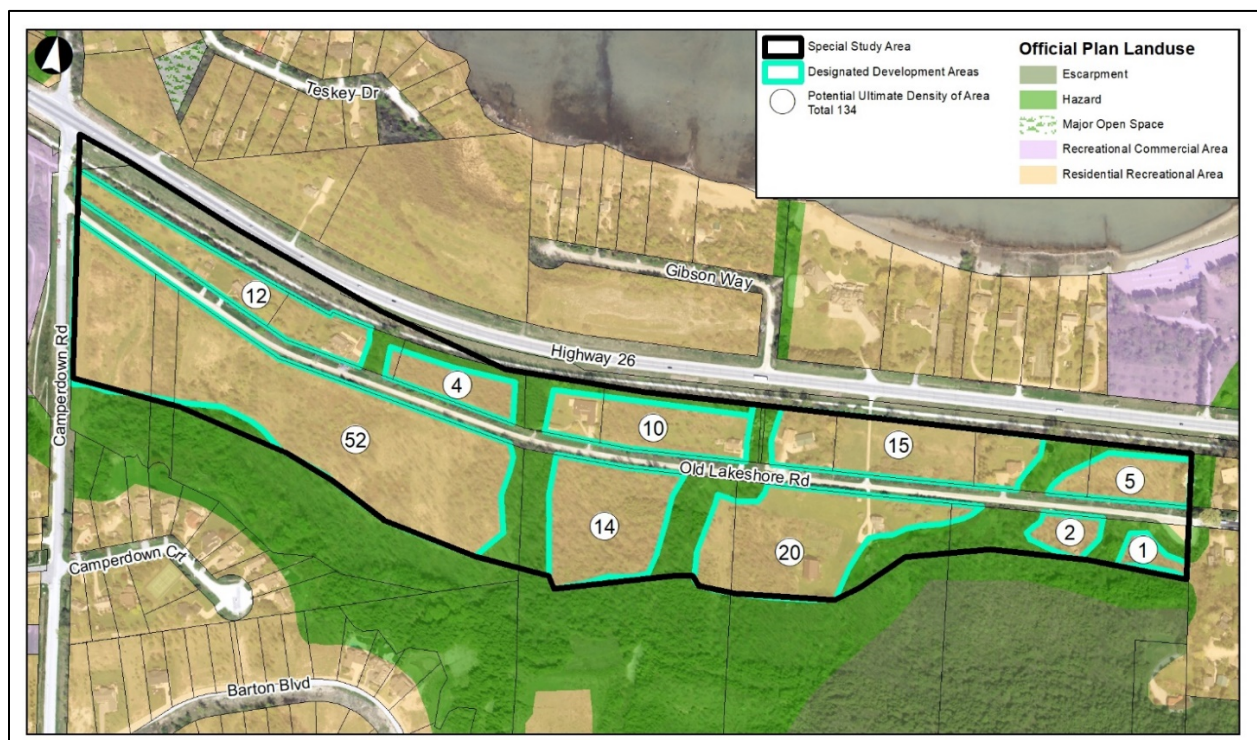 Special Study Area
Designated Development Areas
Potential Ultimate Density of Area
Total 134
Official Plan Landuse
Escarpment
Hazard
Major Open Space
Recreational Commercial Area
Residential Recreational Area
Teskey Dr
Gibson Way
Highway 26
Camperdown Rd
12
4
10
15
5
52
Old Lakeshore Rd
14
20
2
1
Camperdown Crt
Barton Blvd